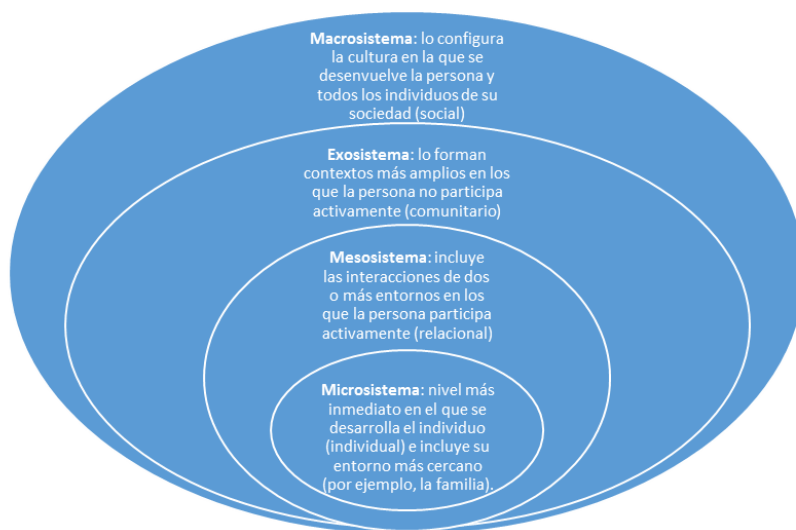 Macrosistema: lo configura
la cultura en la que se
desenvuelve la persona y
todos los individuos de su
sociedad (social)
Exosistema: lo forman
contextos más amplios en los
que la persona no participa
activamente (comunitario)
Mesosistema: incluye
las interacciones de dos
o más entornos en los
que la persona participa
activamente (relacional)
Microsistema: nivel más
inmediato en el que se
desarrolla el individuo
(individual) e incluye su
entorno más cercano
(por ejemplo, la familia).